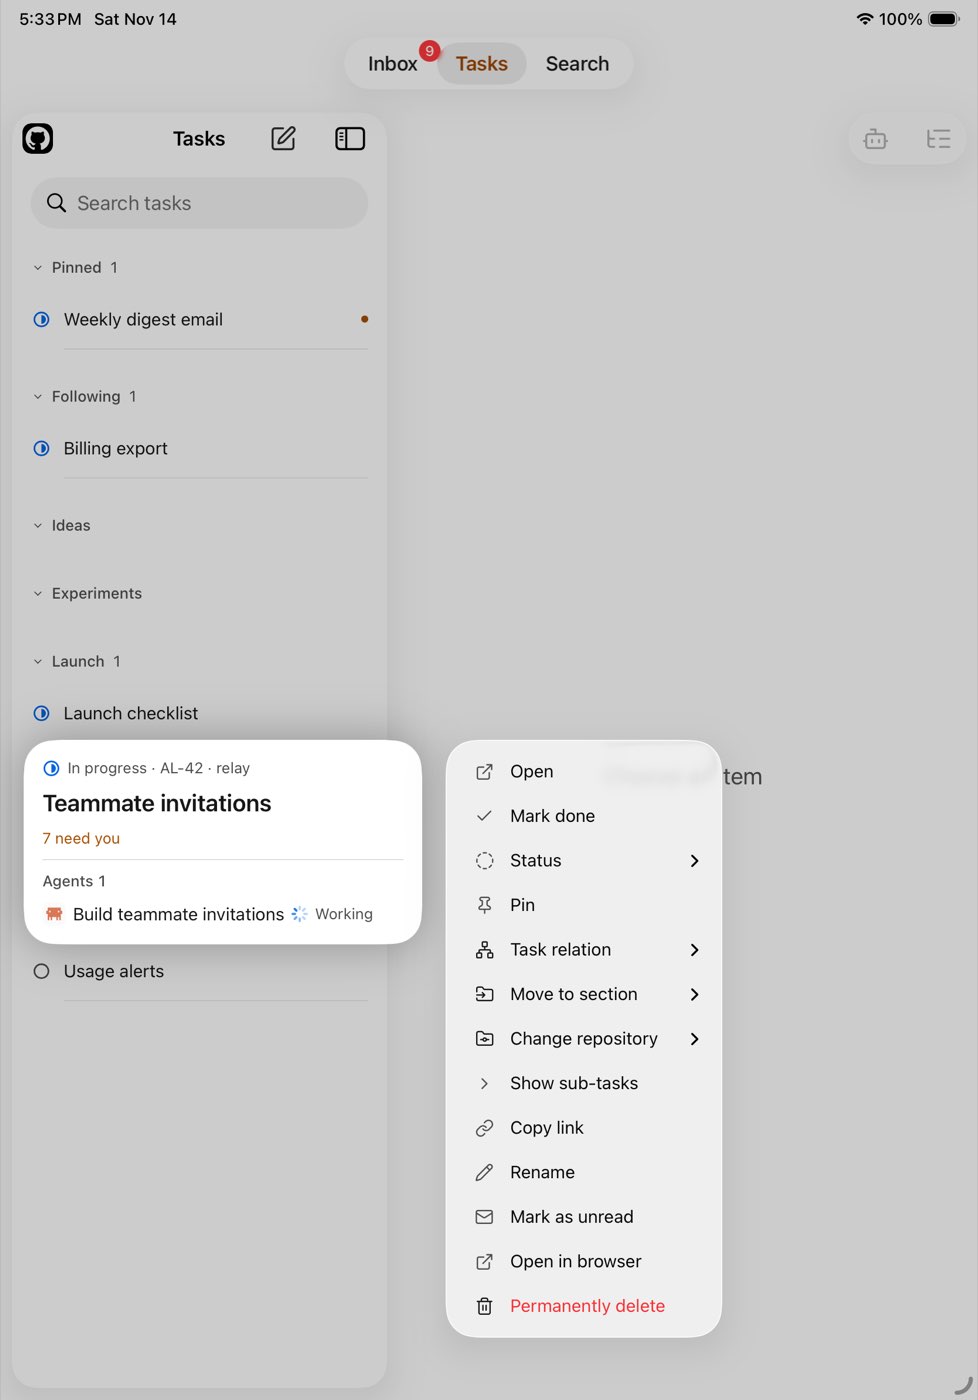 5:33 PM Sat Nov 14
100%
Inbox 9 Tasks Search
Tasks
Search tasks
Pinned 1
Weekly digest email
Following 1
Billing export
Ideas
Experiments
Launch 1
Launch checklist
In progress · AL-42 · relay
Teammate invitations
7 need you
Agents 1
Build teammate invitations Working
Usage alerts
Open
Mark done
Status
Pin
Task relation
Move to section
Change repository
Show sub-tasks
Copy link
Rename
Mark as unread
Open in browser
Permanently delete